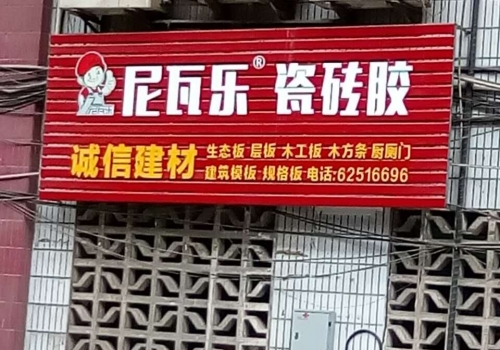 尼瓦乐® 瓷砖胶
诚信建材
生态板 层板 木工板 木方条 厨厕门
建筑模板 规格板 电话:62516696